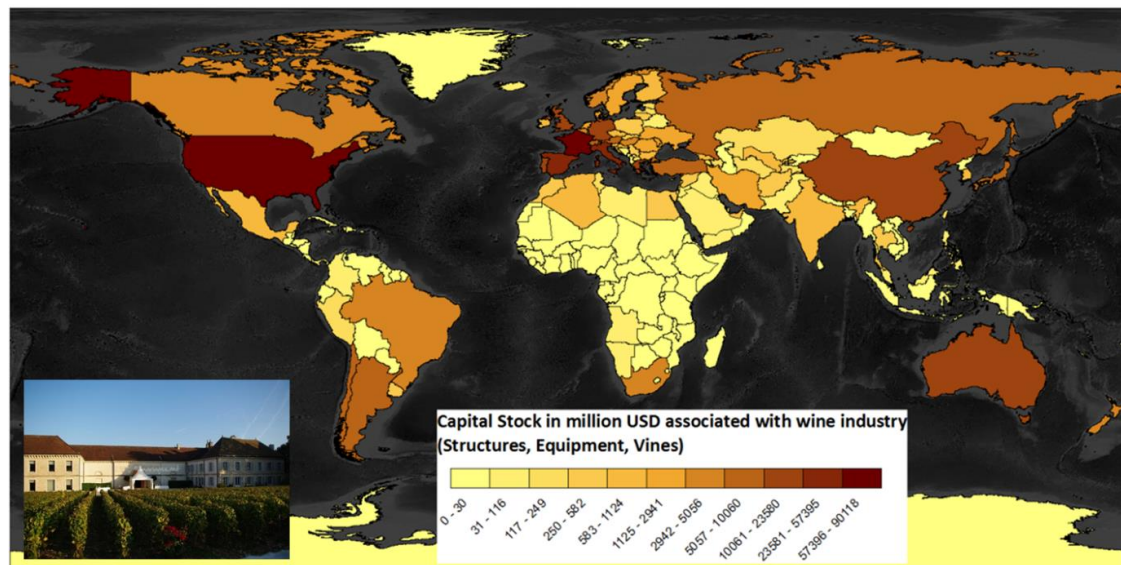 Capital Stock in million USD associated with wine industry
(Structures, Equipment, Vines)
0 - 30
31 - 116
117 - 249
250 - 582
583 - 1124
1125 - 2941
2942 - 5056
5057 - 10060
10061 - 23580
23581 - 57395
57396 - 90118